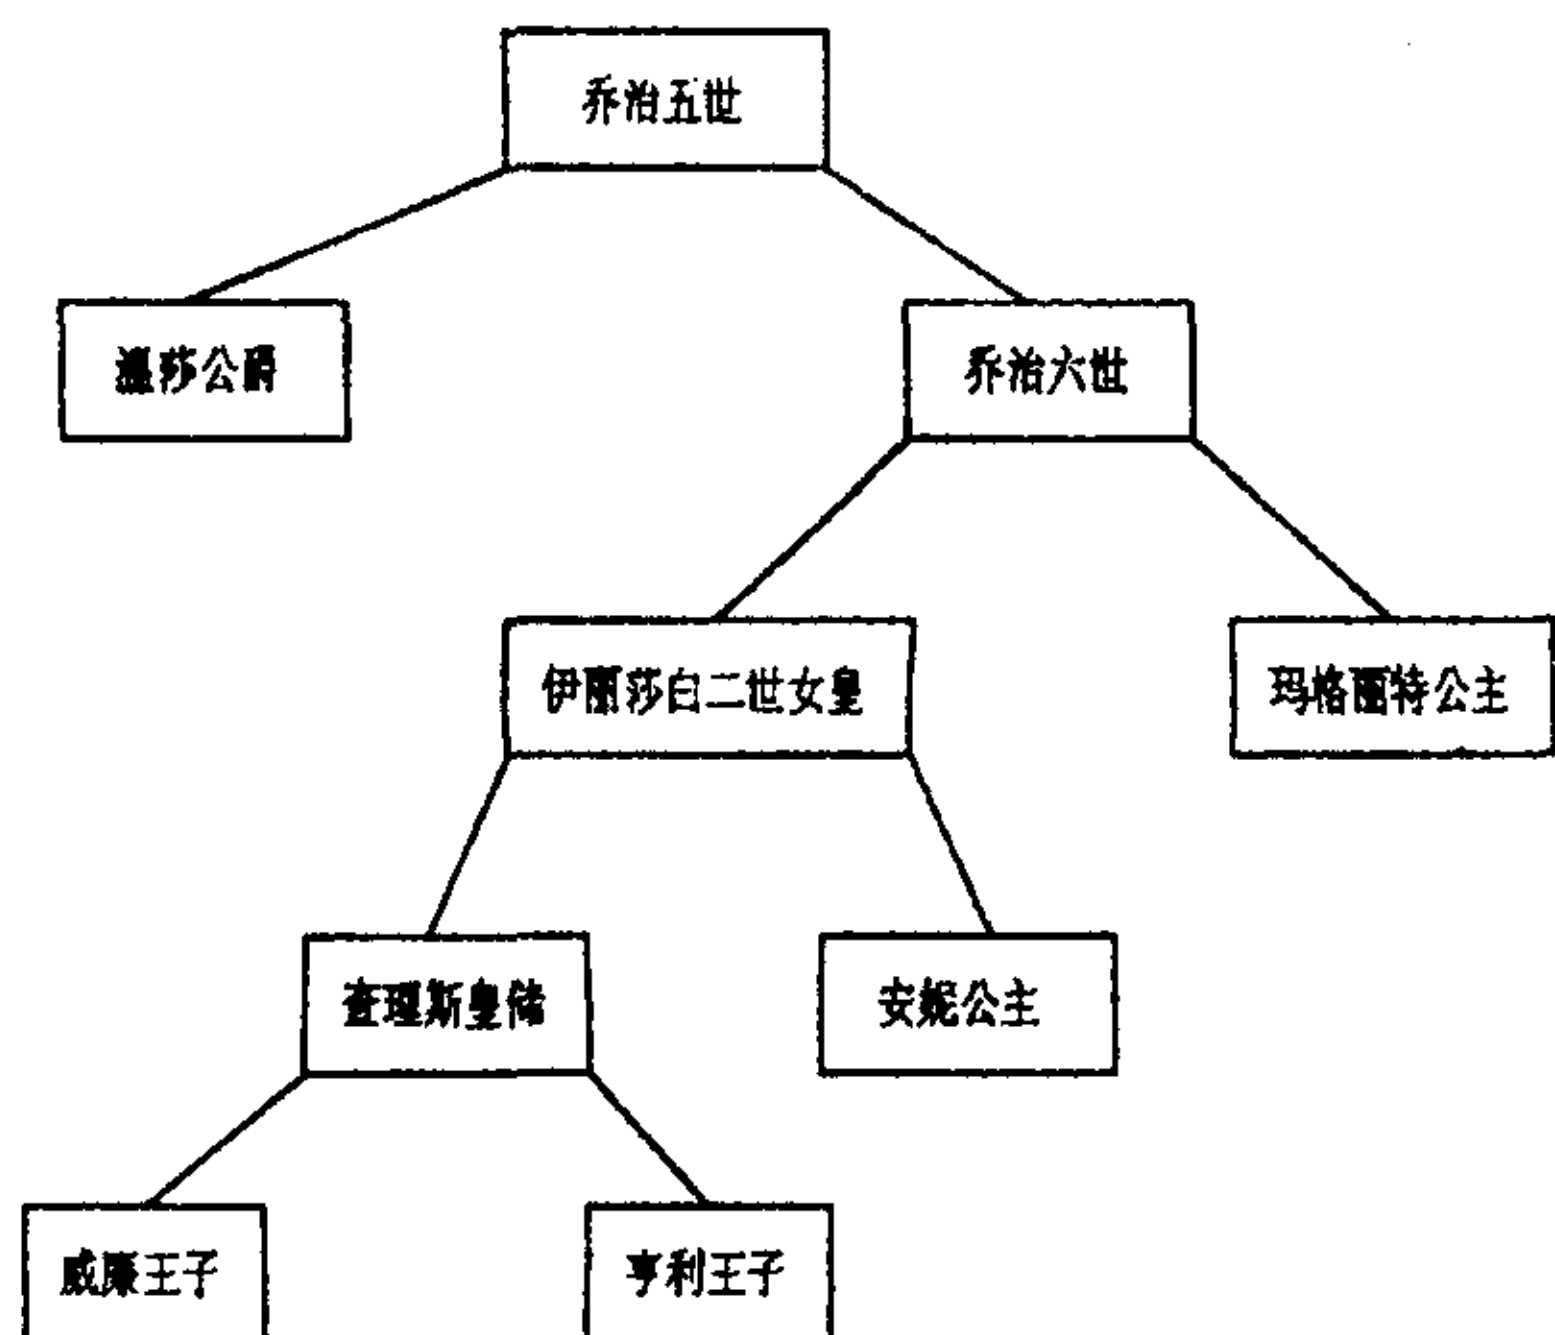 乔治五世
温莎公爵
乔治六世
伊丽莎白二世女皇
玛格丽特公主
查理斯皇储
安妮公主
威廉王子
亨利王子